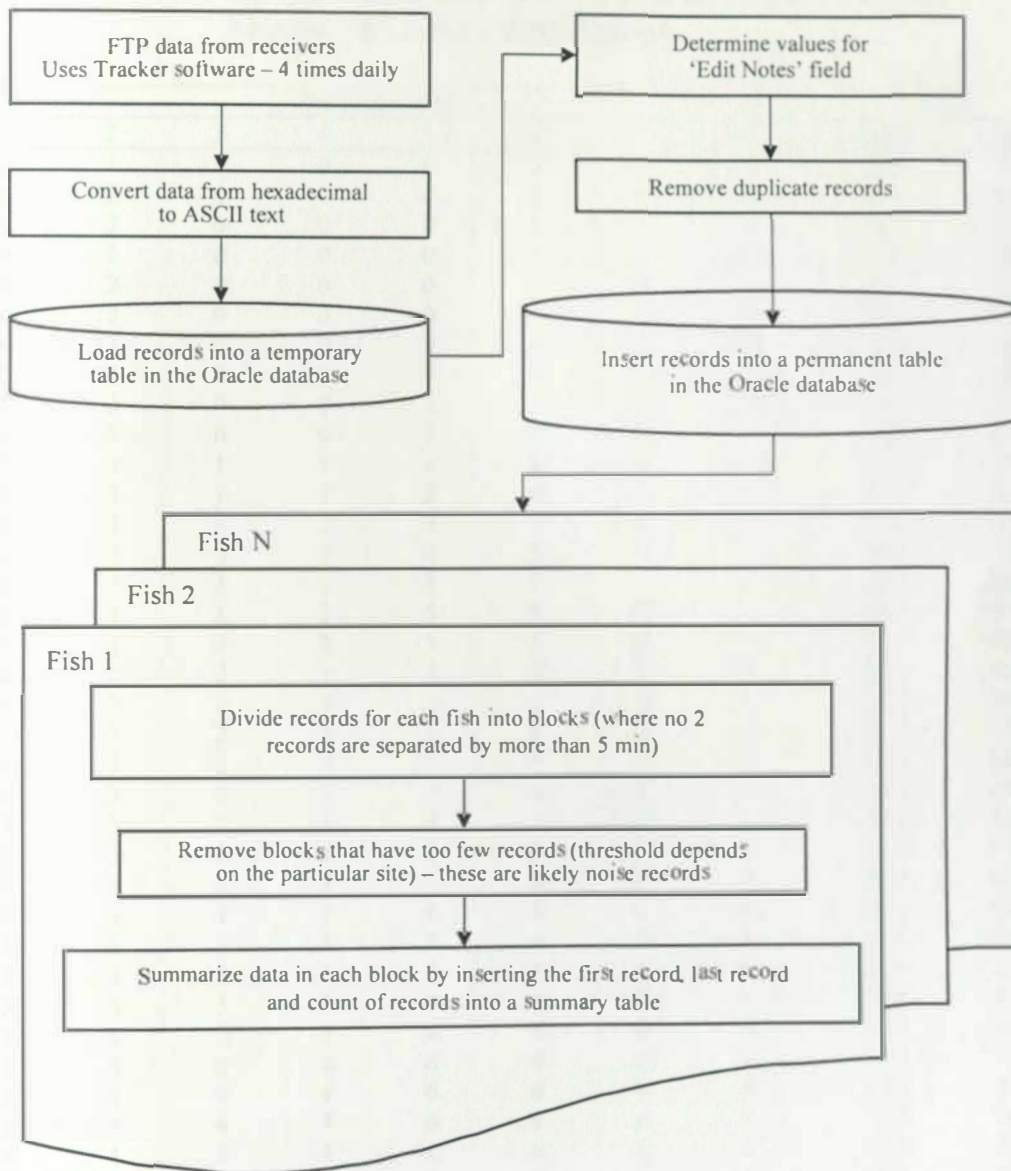 FTP data from receivers
Uses Tracker software – 4 times daily
Convert data from hexadecimal
to ASCII text
Load records into a temporary
table in the Oracle database
Determine values for
'Edit Notes' field
Remove duplicate records
Insert records into a permanent table
in the Oracle database
Fish N
Fish 2
Fish 1
Divide records for each fish into blocks (where no 2
records are separated by more than 5 min)
Remove blocks that have too few records (threshold depends
on the particular site) – these are likely noise records
Summarize data in each block by inserting the first record, last record
and count of records into a summary table